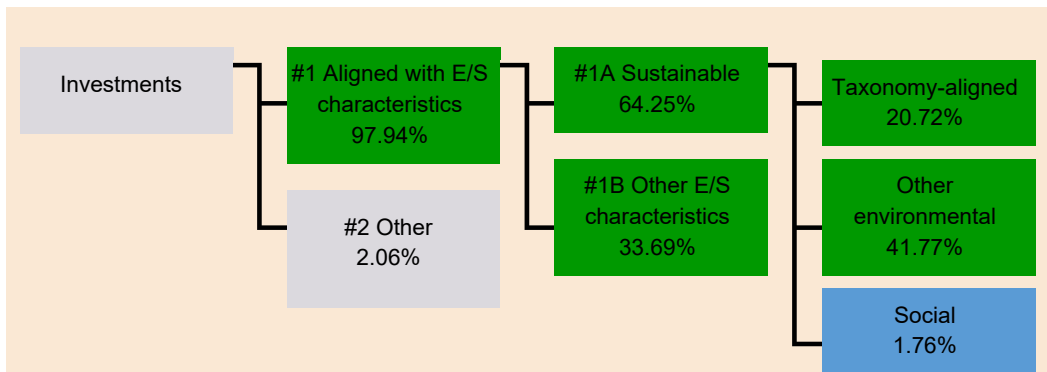 Investments
#1 Aligned with E/S
characteristics
97.94%
#2 Other
2.06%
#1A Sustainable
64.25%
#1B Other E/S
characteristics
33.69%
Taxonomy-aligned
20.72%
Other
environmental
41.77%
Social
1.76%